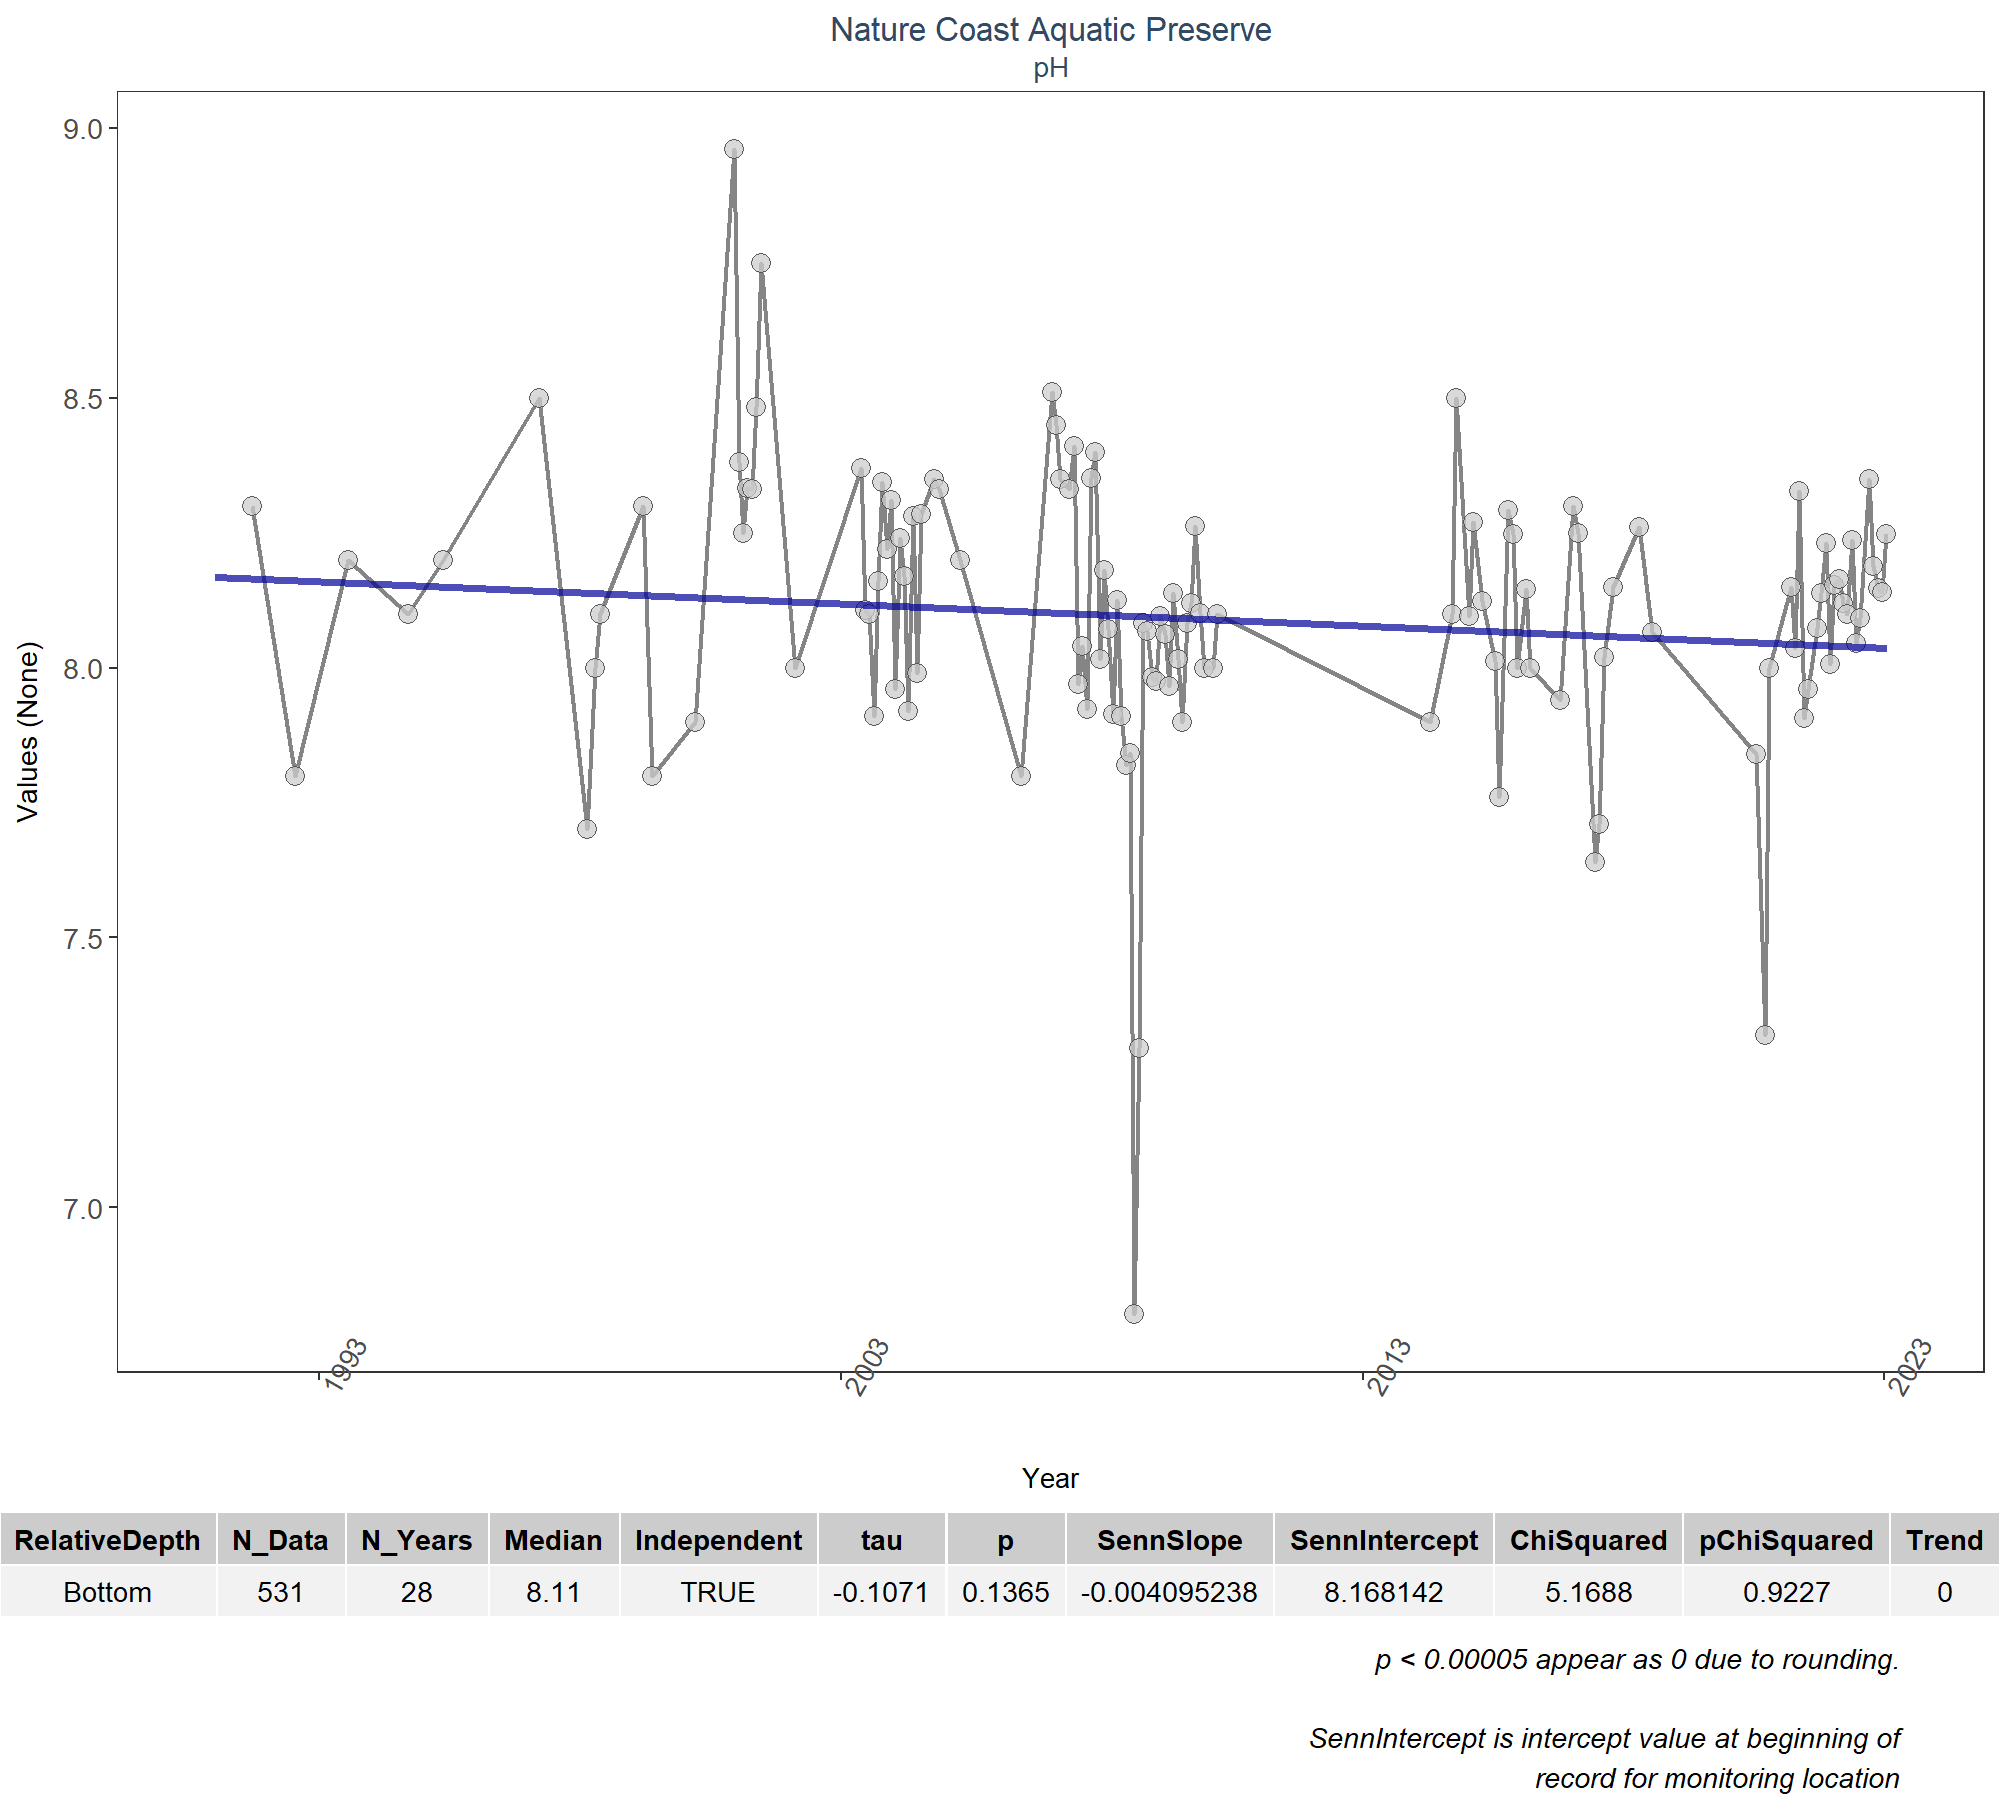 Nature Coast Aquatic Preserve
pH
9.0
8.5
8.0
7.5
7.0
Values (None)
1993 2003 2013 2023
Year
RelativeDepth N_Data N_Years Median Independent tau p SennSlope SennIntercept ChiSquared pChiSquared Trend
Bottom 531 28 8.11 TRUE -0.1071 0.1365 -0.004095238 8.168142 5.1688 0.9227 0
p < 0.00005 appear as 0 due to rounding.
SennIntercept is intercept value at beginning of
record for monitoring location